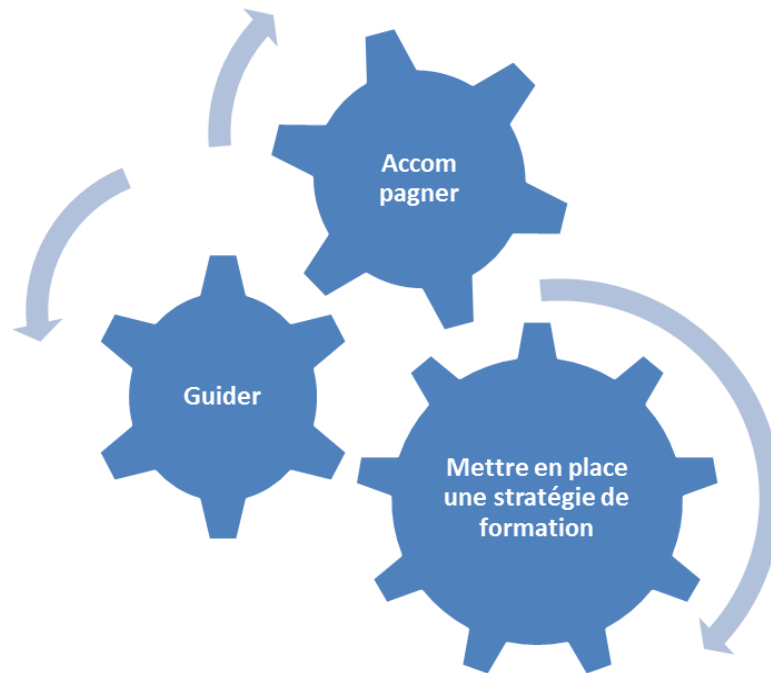 Accom
pagner
Guider
Mettre en place
une stratégie de
formation